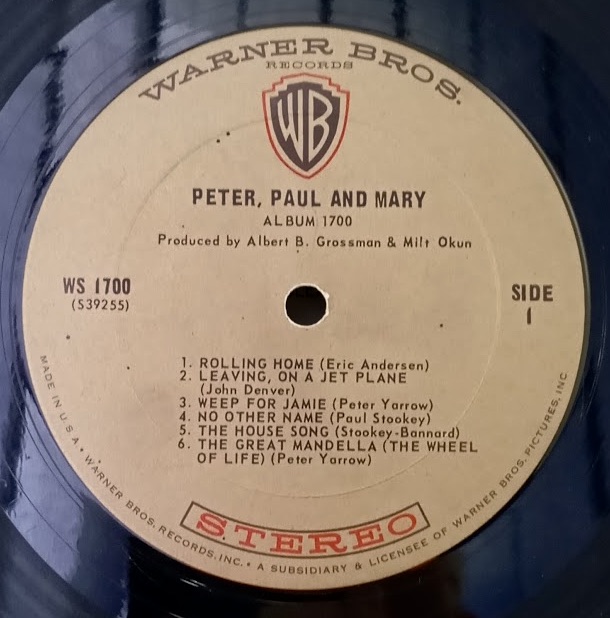 WARNER BROS.
RECORDS
WB
PETER, PAUL AND MARY
ALBUM 1700
Produced by Albert B. Grossman & Milt Okun
WS 1700
(S39255)
SIDE
1
1. ROLLING HOME (Eric Andersen)
2. LEAVING, ON A JET PLANE
(John Denver)
3. WEEP FOR JAMIE (Peter Yarrow)
4. NO OTHER NAME (Paul Stookey)
5. THE HOUSE SONG (Stookey-Bannard)
6. THE GREAT MANDELLA (THE WHEEL
OF LIFE) (Peter Yarrow)
STEREO
MADE IN U.S.A. • WARNER BROS. RECORDS, INC. • A SUBSIDIARY & LICENSEE OF WARNER BROS. PICTURES, INC